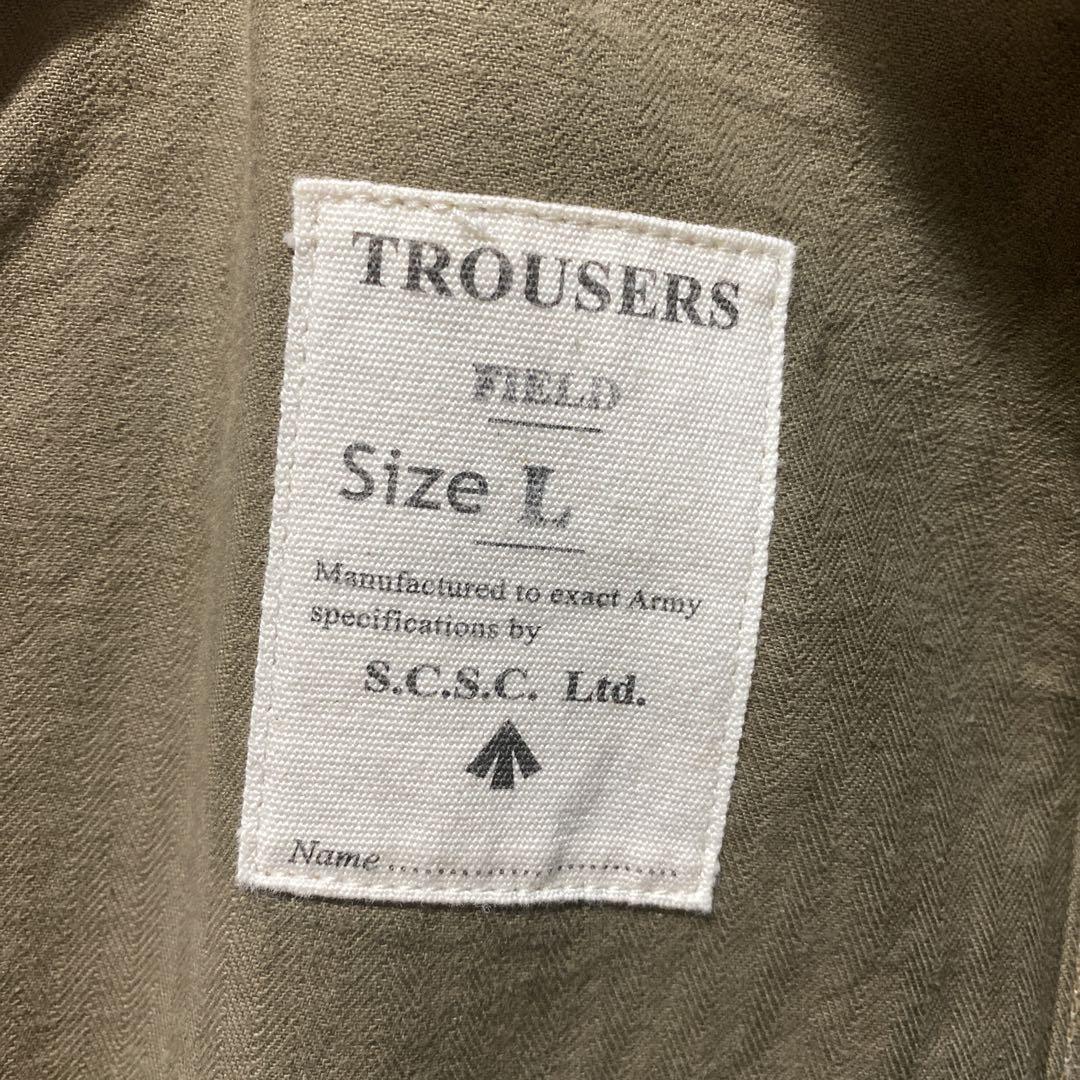 TROUSERS
FIELD
Size L
Manufactured to exact Army
specifications by
S.C.S.C. Ltd.
Name ............................